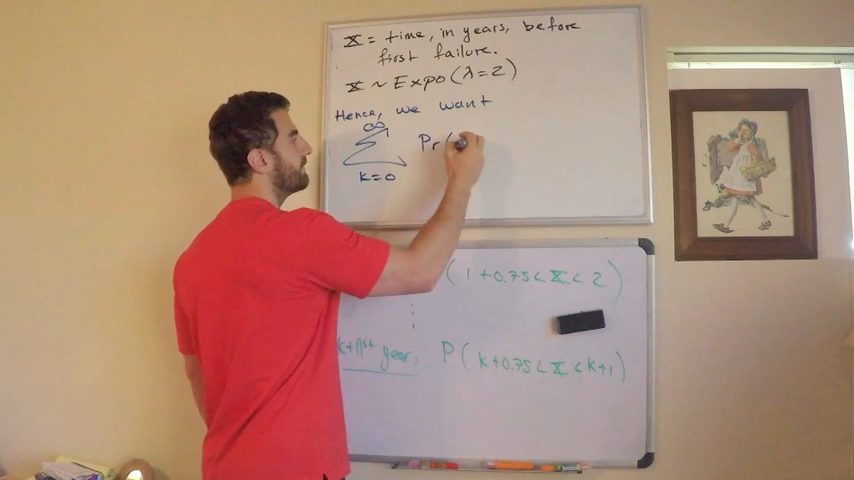 X = time, in years, before
first failure.
X ~ Expo(λ=2)
Hence, we want
∞
Σ Pr(
k=0
(1+0.75<X<2)
k+1st year: P(k+0.75<X<k+1)